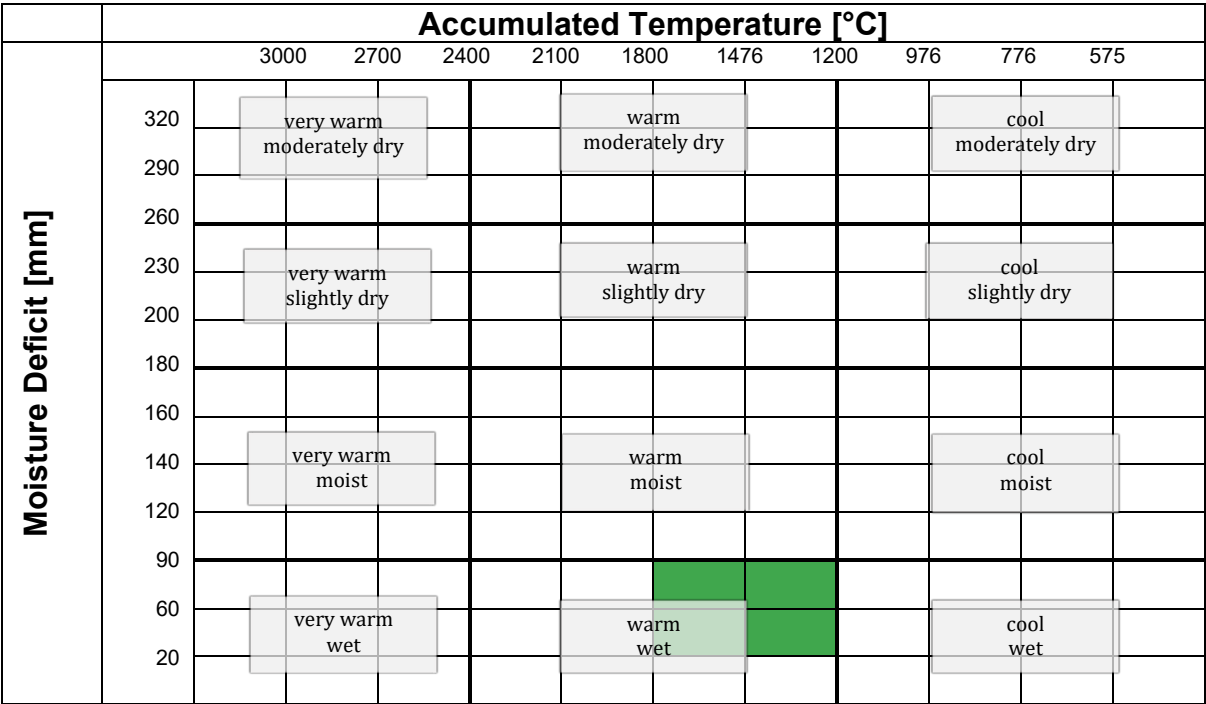 Accumulated Temperature [°C]
3000 2700 2400 2100 1800 1476 1200 976 776 575
Moisture Deficit [mm]
320
very warm
moderately dry
warm
moderately dry
cool
moderately dry
290
260
230
very warm
slightly dry
warm
slightly dry
cool
slightly dry
200
180
160
140
very warm
moist
warm
moist
cool
moist
120
90
60
very warm
wet
warm
wet
cool
wet
20